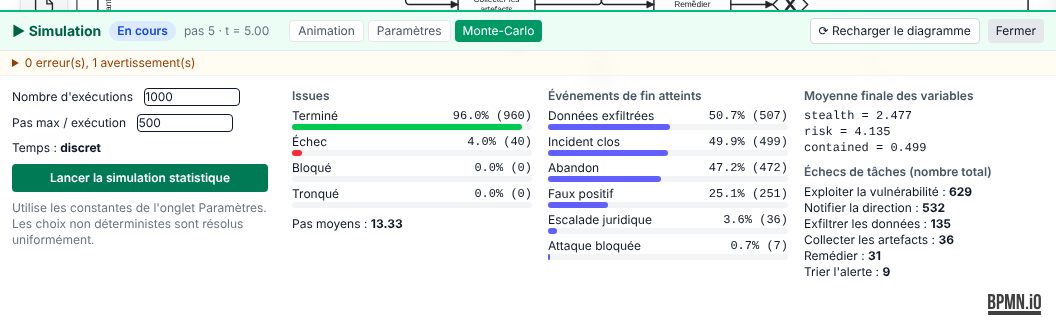 Collecter les
artefacts
Remédier
▶ Simulation En cours pas 5 · t = 5.00 Animation Paramètres Monte-Carlo ⟳ Recharger le diagramme Fermer
▶ 0 erreur(s), 1 avertissement(s)
Nombre d'exécutions 1000
Pas max / exécution 500
Temps : discret
Lancer la simulation statistique
Utilise les constantes de l'onglet Paramètres.
Les choix non déterministes sont résolus
uniformément.
Issues
Terminé 96.0% (960)
Échec 4.0% (40)
Bloqué 0.0% (0)
Tronqué 0.0% (0)
Pas moyens : 13.33
Événements de fin atteints
Données exfiltrées 50.7% (507)
Incident clos 49.9% (499)
Abandon 47.2% (472)
Faux positif 25.1% (251)
Escalade juridique 3.6% (36)
Attaque bloquée 0.7% (7)
Moyenne finale des variables
stealth = 2.477
risk = 4.135
contained = 0.499
Échecs de tâches (nombre total)
Exploiter la vulnérabilité : 629
Notifier la direction : 532
Exfiltrer les données : 135
Collecter les artefacts : 36
Remédier : 31
Trier l'alerte : 9
BPMN.iO